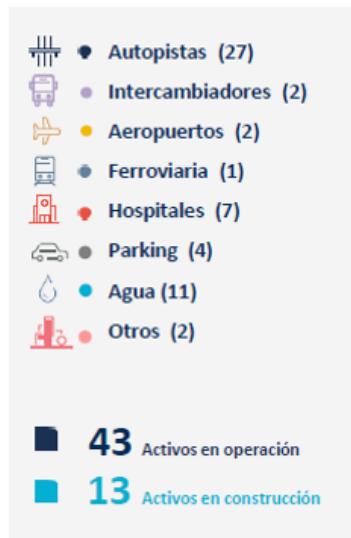 Autopistas (27)
Intercambiadores (2)
Aeropuertos (2)
Ferroviaria (1)
Hospitales (7)
Parking (4)
Agua (11)
Otros (2)
43 Activos en operación
13 Activos en construcción